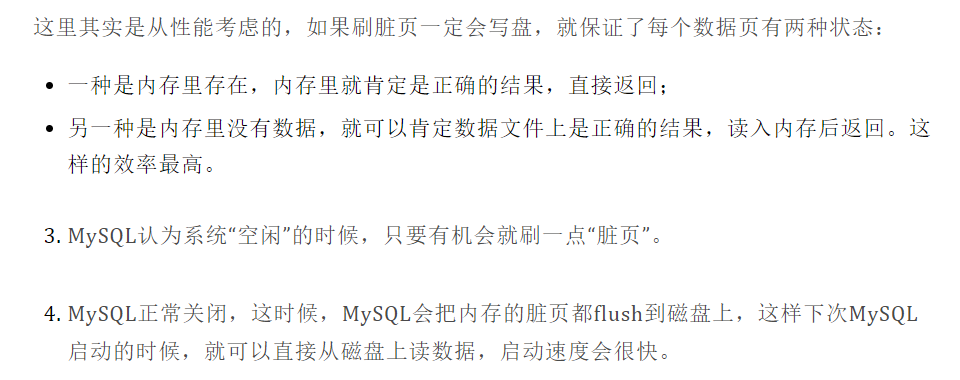 这里其实是从性能考虑的，如果刷脏页一定会写盘，就保证了每个数据页有两种状态：
一种是内存里存在，内存里就肯定是正确的结果，直接返回；
另一种是内存里没有数据，就可以肯定数据文件上是正确的结果，读入内存后返回。这
样的效率最高。
3. MySQL认为系统“空闲”的时候，只要有机会就刷一点“脏页”。
4. MySQL正常关闭，这时候，MySQL会把内存的脏页都flush到磁盘上，这样下次MySQL
启动的时候，就可以直接从磁盘上读数据，启动速度会很快。